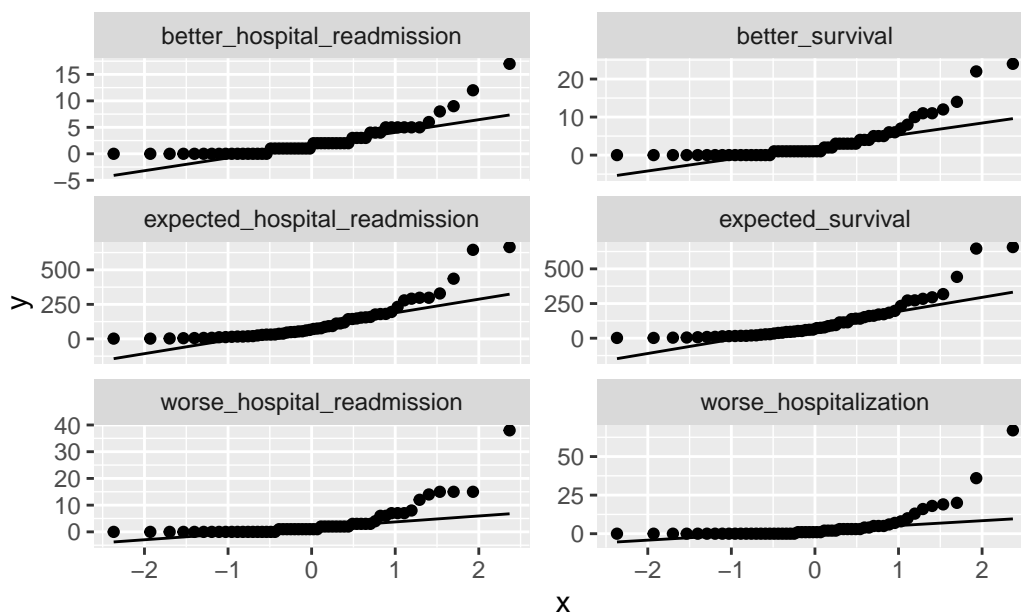 better_hospital_readmission
better_survival
15
10
5
0
−5
20
10
0
expected_hospital_readmission
expected_survival
500
250
0
500
250
0
y
worse_hospital_readmission
worse_hospitalization
40
30
20
10
0
50
25
0
−2 −1 0 1 2
−2 −1 0 1 2
x